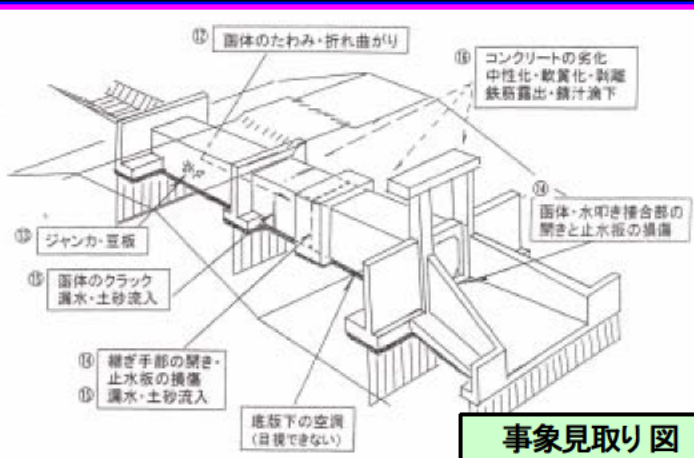 ⑰ 函体のたわみ・折れ曲がり
⑯ コンクリートの劣化
中性化・軟質化・剥離
鉄筋露出・錆汁滴下
⑭
函体・水叩き接合部の
開きと止水板の損傷
⑬ ジャンカ・豆板
⑮ 函体のクラック
漏水・土砂流入
⑭ 継ぎ手部の開き・
止水板の損傷
⑮ 漏水・土砂流入
底版下の空洞
(目視できない)
事象見取り図